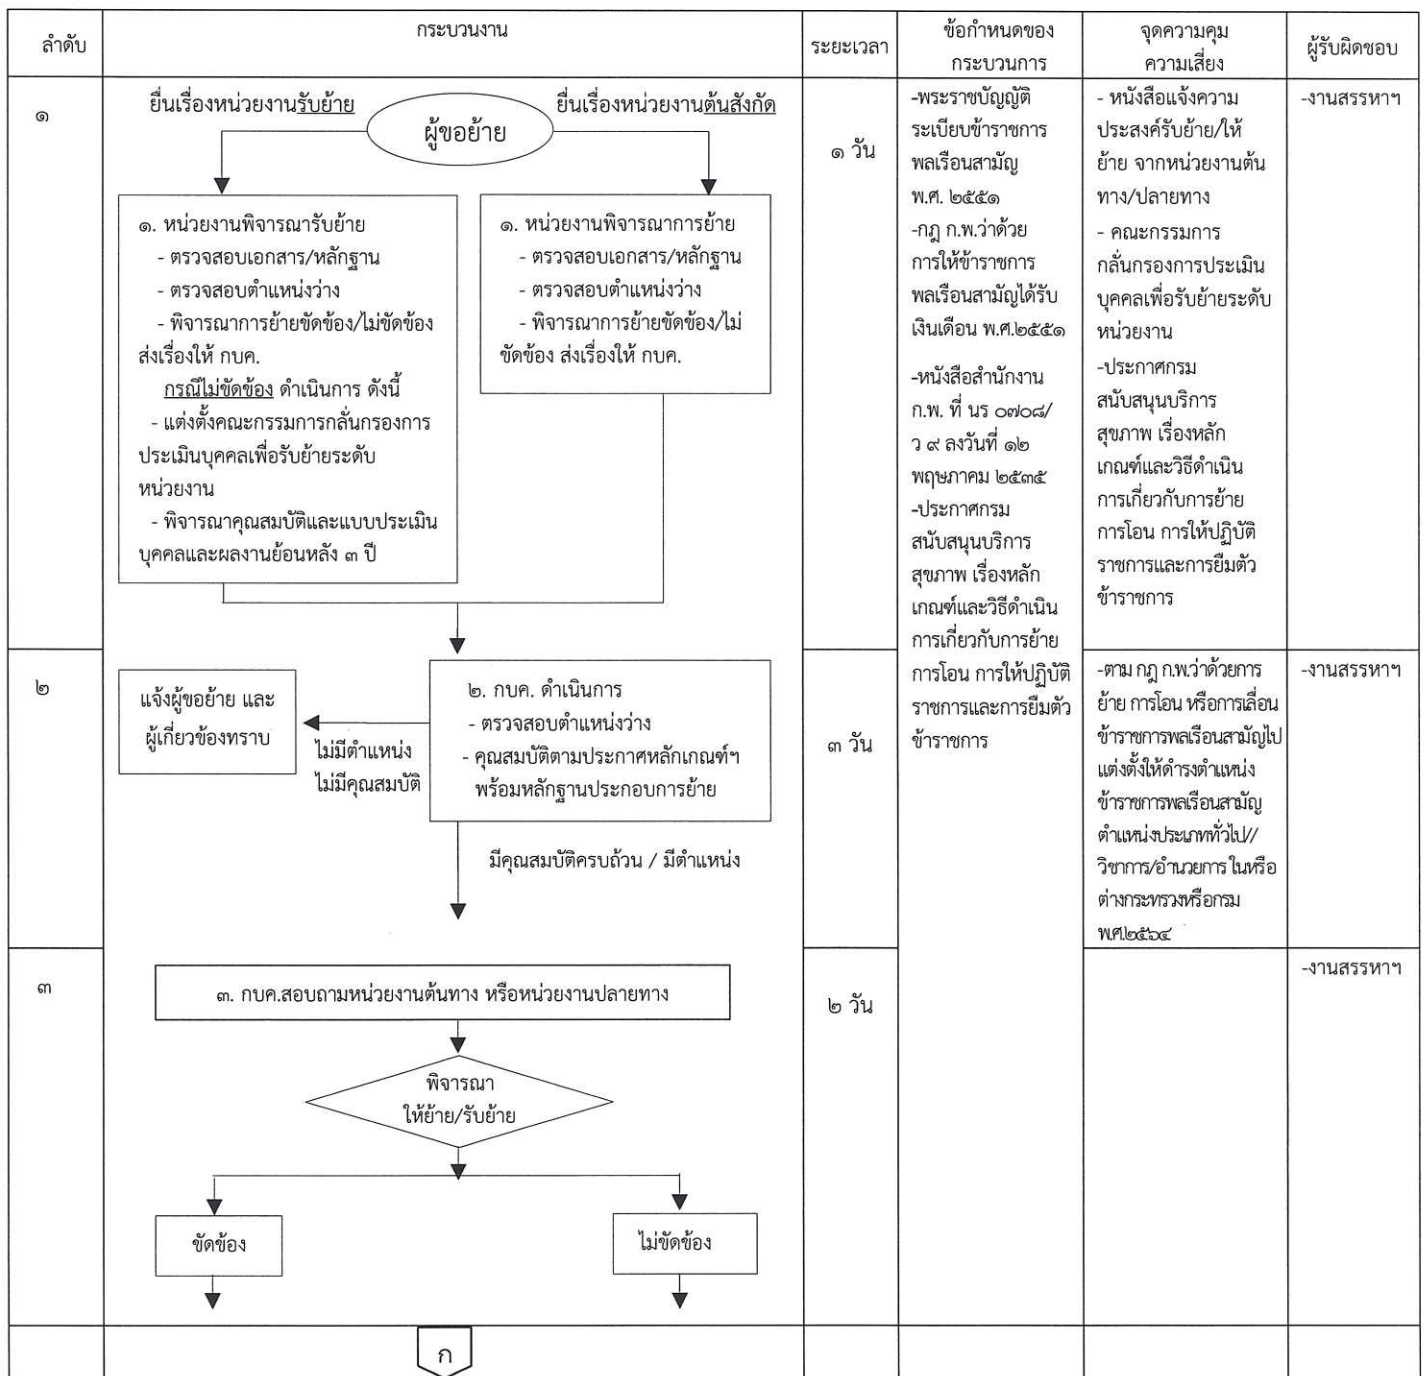 ลำดับ
กระบวนงาน
ระยะเวลา
ข้อกำหนดของ
กระบวนการ
จุดความคุม
ความเสี่ยง
ผู้รับผิดชอบ
๑
ยื่นเรื่องหน่วยงานรับย้าย
ผู้ขอย้าย
ยื่นเรื่องหน่วยงานต้นสังกัด
๑. หน่วยงานพิจารณารับย้าย
- ตรวจสอบเอกสาร/หลักฐาน
- ตรวจสอบตำแหน่งว่าง
- พิจารณาการย้ายขัดข้อง/ไม่ขัดข้อง
ส่งเรื่องให้ กบค.
กรณีไม่ขัดข้อง ดำเนินการ ดังนี้
- แต่งตั้งคณะกรรมการกลั่นกรองการ
ประเมินบุคคลเพื่อรับย้ายระดับ
หน่วยงาน
- พิจารณาคุณสมบัติและแบบประเมิน
บุคคลและผลงานย้อนหลัง ๓ ปี
๑. หน่วยงานพิจารณาการย้าย
- ตรวจสอบเอกสาร/หลักฐาน
- ตรวจสอบตำแหน่งว่าง
- พิจารณาการย้ายขัดข้อง/ไม่
ขัดข้อง ส่งเรื่องให้ กบค.
๑ วัน
-พระราชบัญญัติ
ระเบียบข้าราชการ
พลเรือนสามัญ
พ.ศ. ๒๕๕๑
-กฎ ก.พ.ว่าด้วย
การให้ข้าราชการ
พลเรือนสามัญได้รับ
เงินเดือน พ.ศ.๒๕๕๑
-หนังสือสำนักงาน
ก.พ. ที่ นร ๐๗๐๘/
ว ๙ ลงวันที่ ๑๒
พฤษภาคม ๒๕๓๕
-ประกาศกรม
สนับสนุนบริการ
สุขภาพ เรื่องหลัก
เกณฑ์และวิธีดำเนิน
การเกี่ยวกับการย้าย
การโอน การให้ปฏิบัติ
ราชการและการยืมตัว
ข้าราชการ
- หนังสือแจ้งความ
ประสงค์รับย้าย/ให้
ย้าย จากหน่วยงานต้น
ทาง/ปลายทาง
- คณะกรรมการ
กลั่นกรองการประเมิน
บุคคลเพื่อรับย้ายระดับ
หน่วยงาน
-ประกาศกรม
สนับสนุนบริการ
สุขภาพ เรื่องหลัก
เกณฑ์และวิธีดำเนิน
การเกี่ยวกับการย้าย
การโอน การให้ปฏิบัติ
ราชการและการยืมตัว
ข้าราชการ
-งานสรรหาฯ
๒
แจ้งผู้ขอย้าย และ
ผู้เกี่ยวข้องทราบ
ไม่มีตำแหน่ง
ไม่มีคุณสมบัติ
๒. กบค. ดำเนินการ
- ตรวจสอบตำแหน่งว่าง
- คุณสมบัติตามประกาศหลักเกณฑ์ฯ
พร้อมหลักฐานประกอบการย้าย
มีคุณสมบัติครบถ้วน / มีตำแหน่ง
๓ วัน
-ตาม กฎ ก.พ.ว่าด้วยการ
ย้าย การโอน หรือการเลื่อน
ข้าราชการพลเรือนสามัญไป
แต่งตั้งให้ดำรงตำแหน่ง
ข้าราชการพลเรือนสามัญ
ตำแหน่งประเภททั่วไป//
วิชาการ/อำนวยการ ในหรือ
ต่างกระทรวงหรือกรม
พ.ศ.๒๕๖๔
-งานสรรหาฯ
๓
๓. กบค.สอบถามหน่วยงานต้นทาง หรือหน่วยงานปลายทาง
พิจารณา
ให้ย้าย/รับย้าย
ขัดข้อง
ไม่ขัดข้อง
๒ วัน
-งานสรรหาฯ
ก